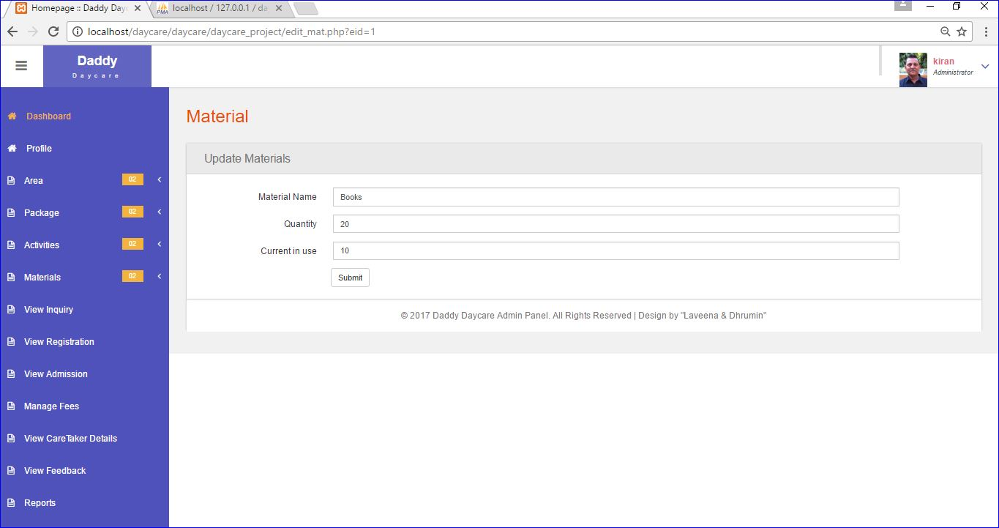 Homepage :: Daddy Dayc
localhost / 127.0.0.1 / da
PMA
localhost/daycare/daycare/daycare_project/edit_mat.php?eid=1
Daddy
Daycare
kiran
Administrator
Dashboard
Profile
Area 02
Package 02
Activities 02
Materials 02
View Inquiry
View Registration
View Admission
Manage Fees
View CareTaker Details
View Feedback
Reports
Material
Update Materials
Material Name Books
Quantity 20
Current in use 10
Submit
© 2017 Daddy Daycare Admin Panel. All Rights Reserved | Design by "Laveena & Dhrumin"